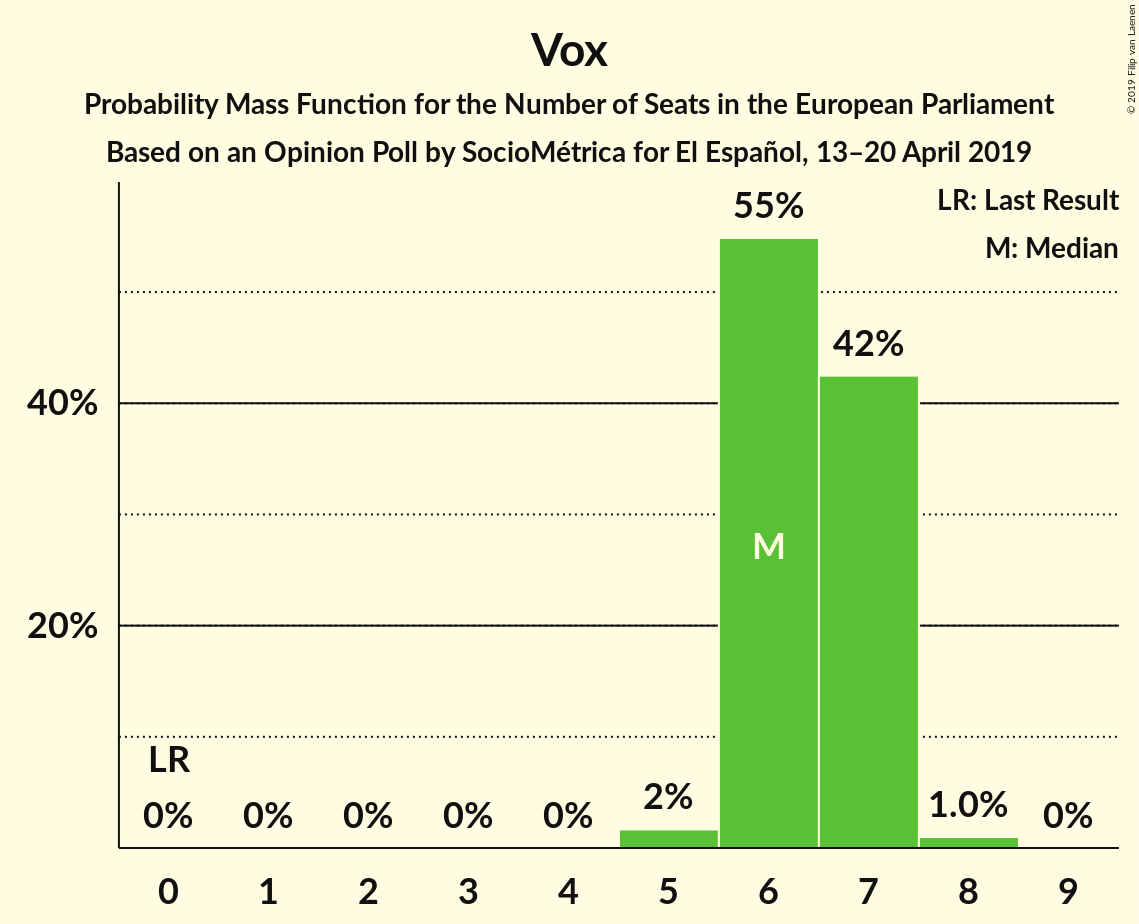 Vox
Probability Mass Function for the Number of Seats in the European Parliament
Based on an Opinion Poll by SocioMétrica for El Español, 13–20 April 2019
© 2019 Filip van Laenen
LR: Last Result
M: Median
55%
42%
40%
M
20%
LR
0% 0% 0% 0% 0% 2% 1.0% 0%
0 1 2 3 4 5 6 7 8 9